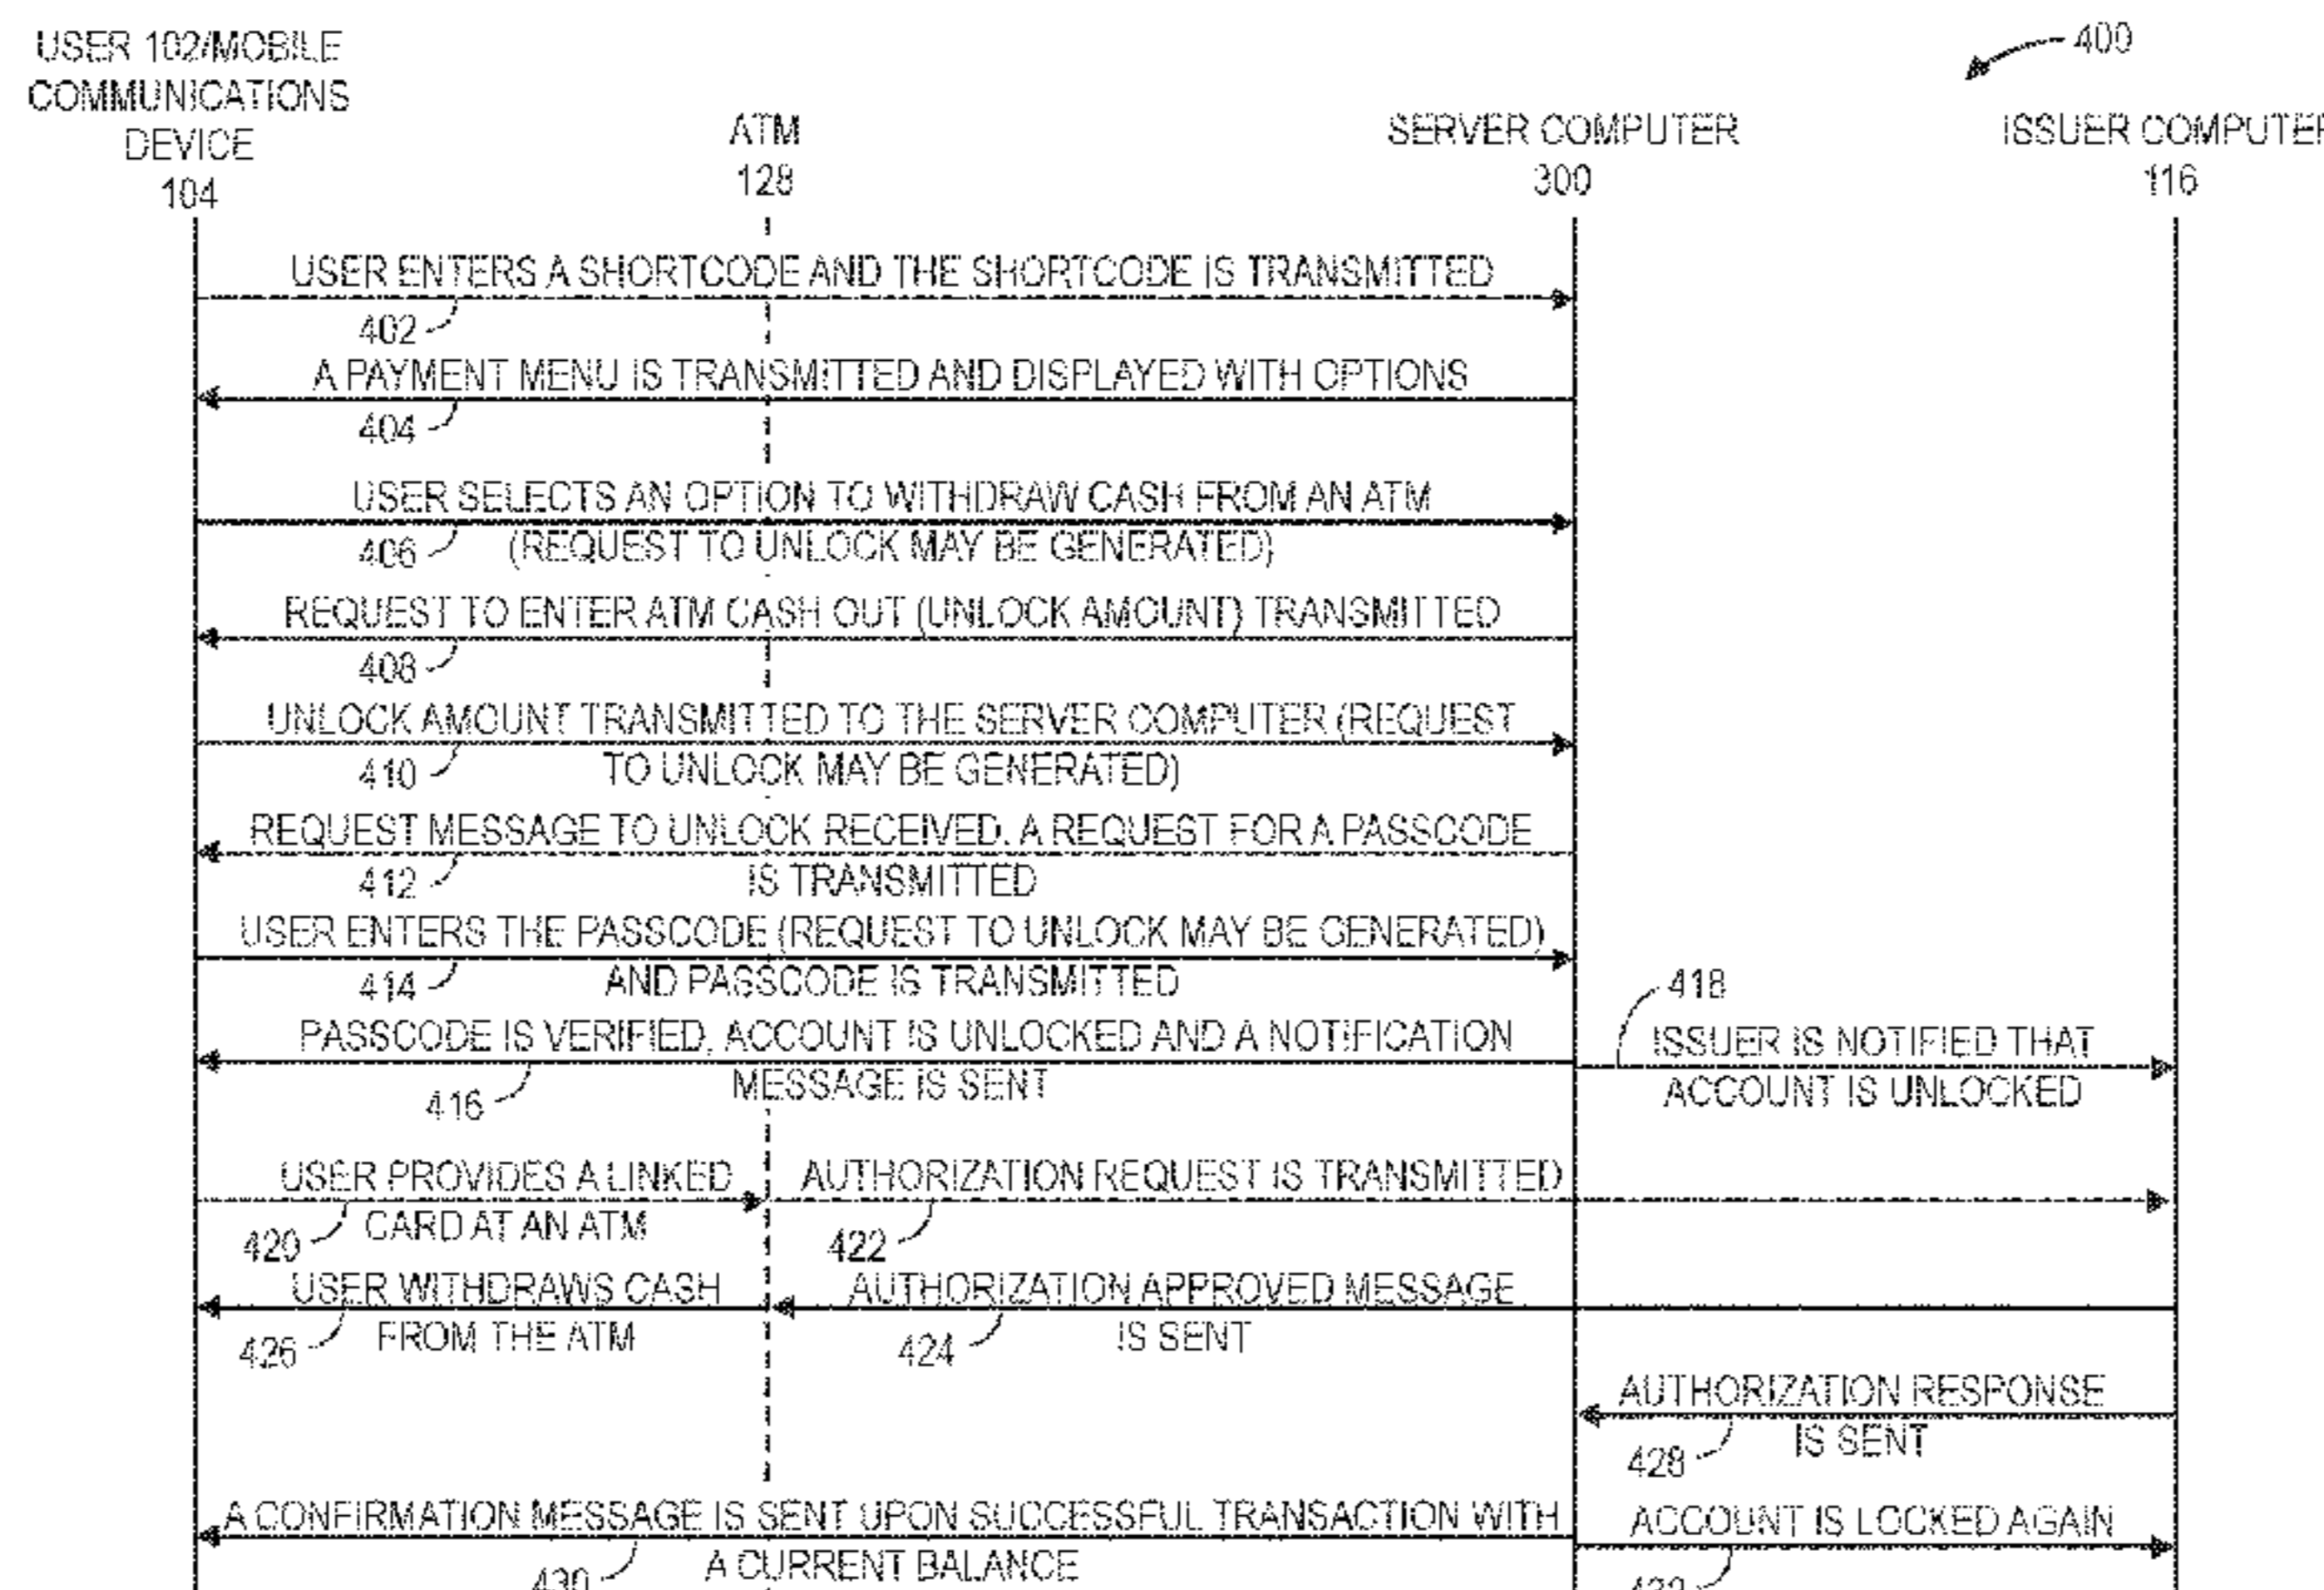 USER 102/MOBILE
COMMUNICATIONS
DEVICE
104
ATM
128
SERVER COMPUTER
300
400
ISSUER COMPUTER
116
USER ENTERS A SHORTCODE AND THE SHORTCODE IS TRANSMITTED
402
A PAYMENT MENU IS TRANSMITTED AND DISPLAYED WITH OPTIONS
404
USER SELECTS AN OPTION TO WITHDRAW CASH FROM AN ATM
406
(REQUEST TO UNLOCK MAY BE GENERATED)
REQUEST TO ENTER ATM CASH OUT (UNLOCK AMOUNT) TRANSMITTED
408
UNLOCK AMOUNT TRANSMITTED TO THE SERVER COMPUTER (REQUEST
410
TO UNLOCK MAY BE GENERATED)
REQUEST MESSAGE TO UNLOCK RECEIVED. A REQUEST FOR A PASSCODE
412
IS TRANSMITTED
USER ENTERS THE PASSCODE (REQUEST TO UNLOCK MAY BE GENERATED)
414
AND PASSCODE IS TRANSMITTED
418
PASSCODE IS VERIFIED, ACCOUNT IS UNLOCKED AND A NOTIFICATION
416
MESSAGE IS SENT
ISSUER IS NOTIFIED THAT
ACCOUNT IS UNLOCKED
USER PROVIDES A LINKED
420
CARD AT AN ATM
AUTHORIZATION REQUEST IS TRANSMITTED
422
USER WITHDRAWS CASH
426
FROM THE ATM
AUTHORIZATION APPROVED MESSAGE
424
IS SENT
AUTHORIZATION RESPONSE
428
IS SENT
A CONFIRMATION MESSAGE IS SENT UPON SUCCESSFUL TRANSACTION WITH
430
A CURRENT BALANCE
ACCOUNT IS LOCKED AGAIN
432